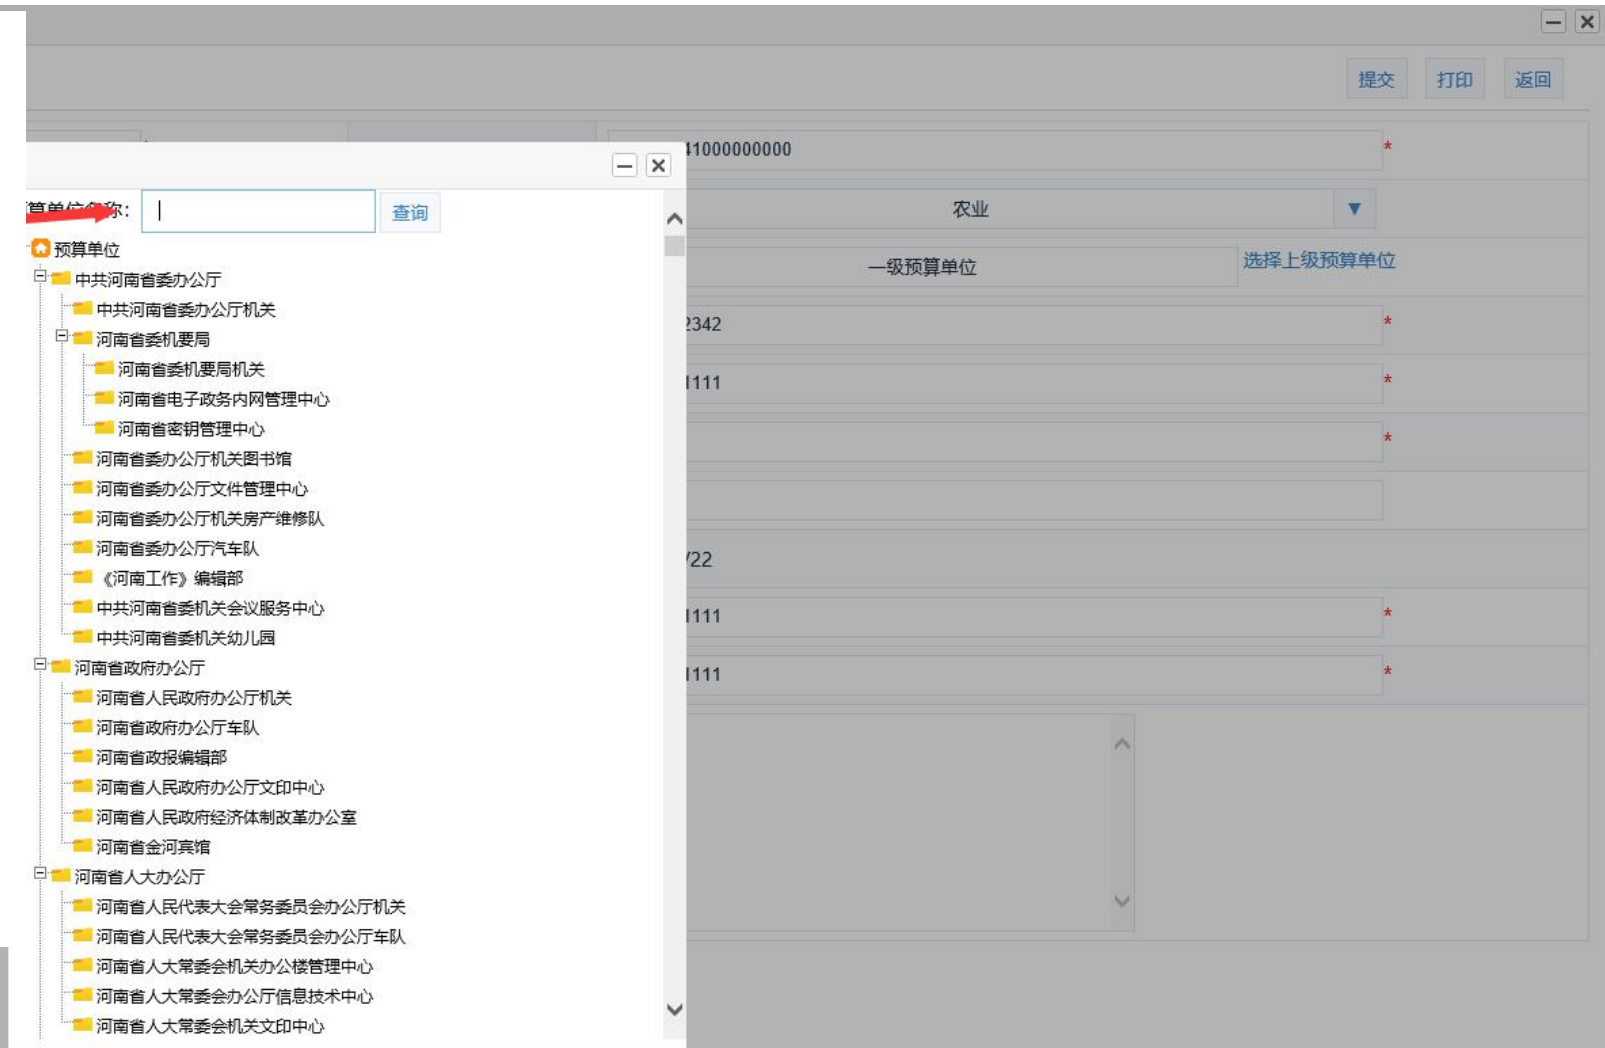 提交 打印 返回
41000000000 *
预算单位名称: 查询
农业 ▼
预算单位
一级预算单位 选择上级预算单位
中共河南省委办公厅
中共河南省委办公厅机关
河南省委机要局
2342 *
河南省委机要局机关
1111 *
河南省电子政务内网管理中心
河南省密钥管理中心
*
河南省委办公厅机关图书馆
河南省委办公厅文件管理中心
河南省委办公厅机关房产维修队
河南省委办公厅汽车队
/22
《河南工作》编辑部
中共河南省委机关会议服务中心
1111 *
中共河南省委机关幼儿园
河南省政府办公厅
1111 *
河南省人民政府办公厅机关
河南省政府办公厅车队
河南省政报编辑部
河南省人民政府办公厅文印中心
河南省人民政府经济体制改革办公室
河南省金河宾馆
河南省人大办公厅
河南省人民代表大会常务委员会办公厅机关
河南省人民代表大会常务委员会办公厅车队
河南省人大常委会机关办公楼管理中心
河南省人大常委会办公厅信息技术中心
河南省人大常委会机关文印中心